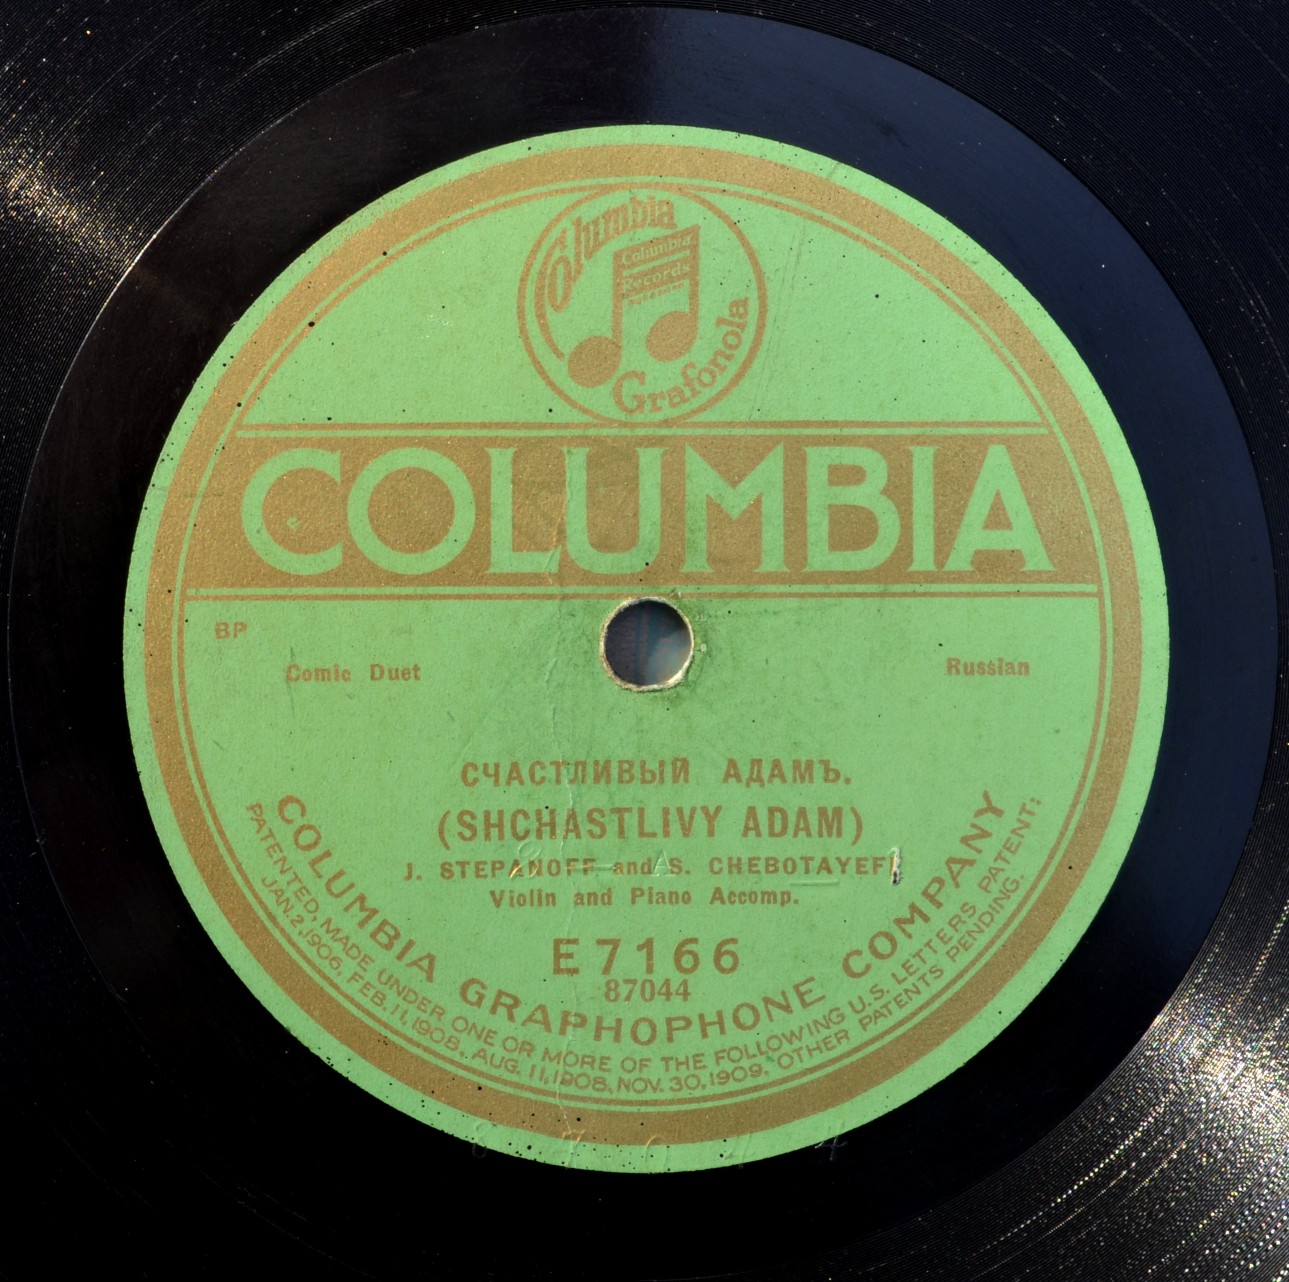 Columbia
Columbia
Records
Grafonola
COLUMBIA
BP
Comic Duet
Russian
СЧАСТЛИВЫЙ АДАМЪ.
(SHCHASTLIVY ADAM)
J. STEPANOFF and S. CHEBOTAYEFF
Violin and Piano Accomp.
E7166
87044
COLUMBIA GRAPHOPHONE COMPANY
PATENTED, MADE UNDER ONE OR MORE OF THE FOLLOWING U.S. LETTERS PATENT:
JAN. 2, 1906, FEB. 11, 1908, AUG. 11, 1908, NOV. 30, 1909. OTHER PATENTS PENDING.
87044